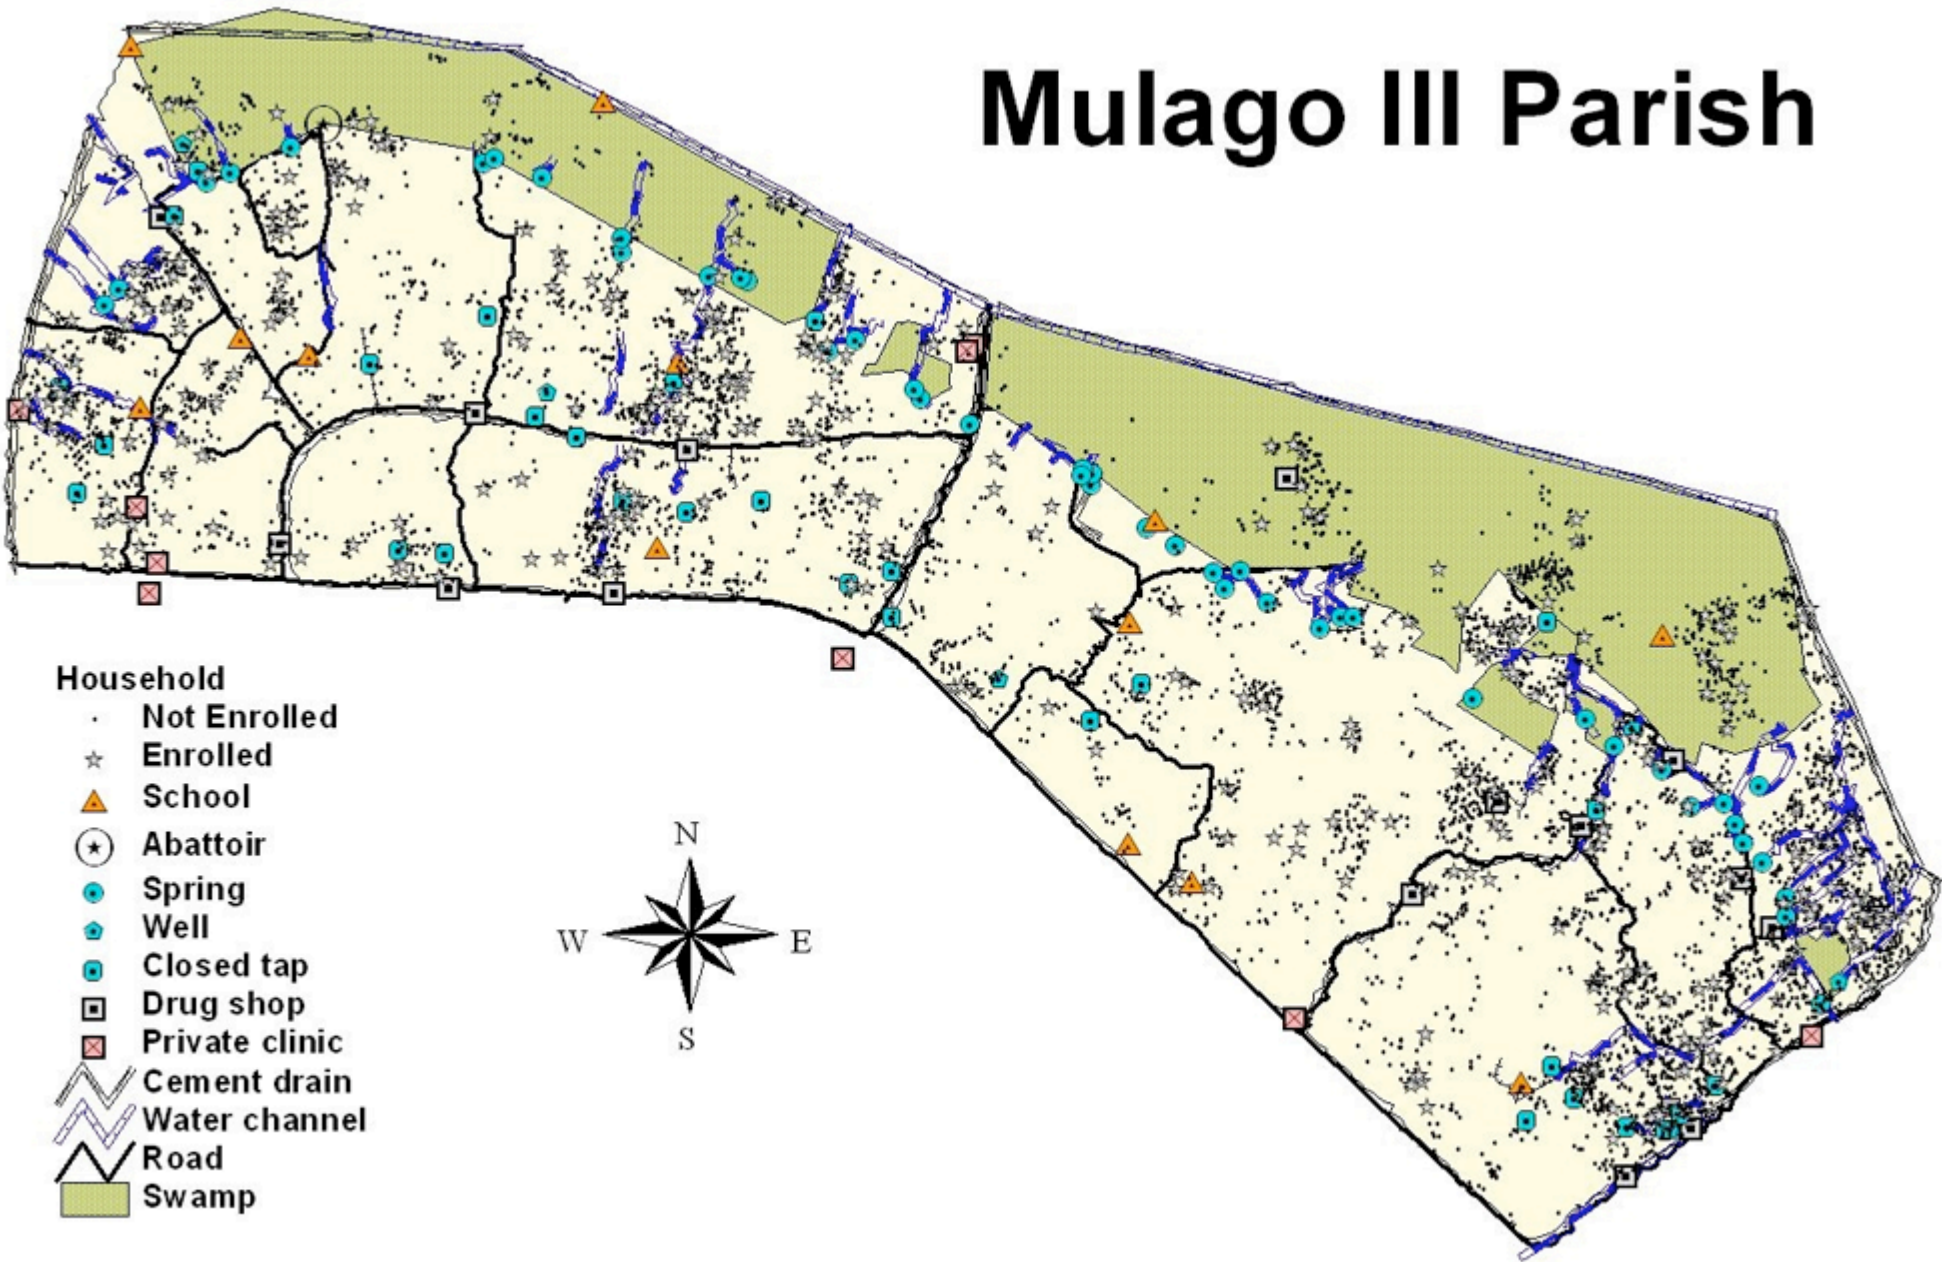 Mulago III Parish
Household
Not Enrolled
Enrolled
School
Abattoir
Spring
Well
Closed tap
Drug shop
Private clinic
Cement drain
Water channel
Road
Swamp
N
W E
S